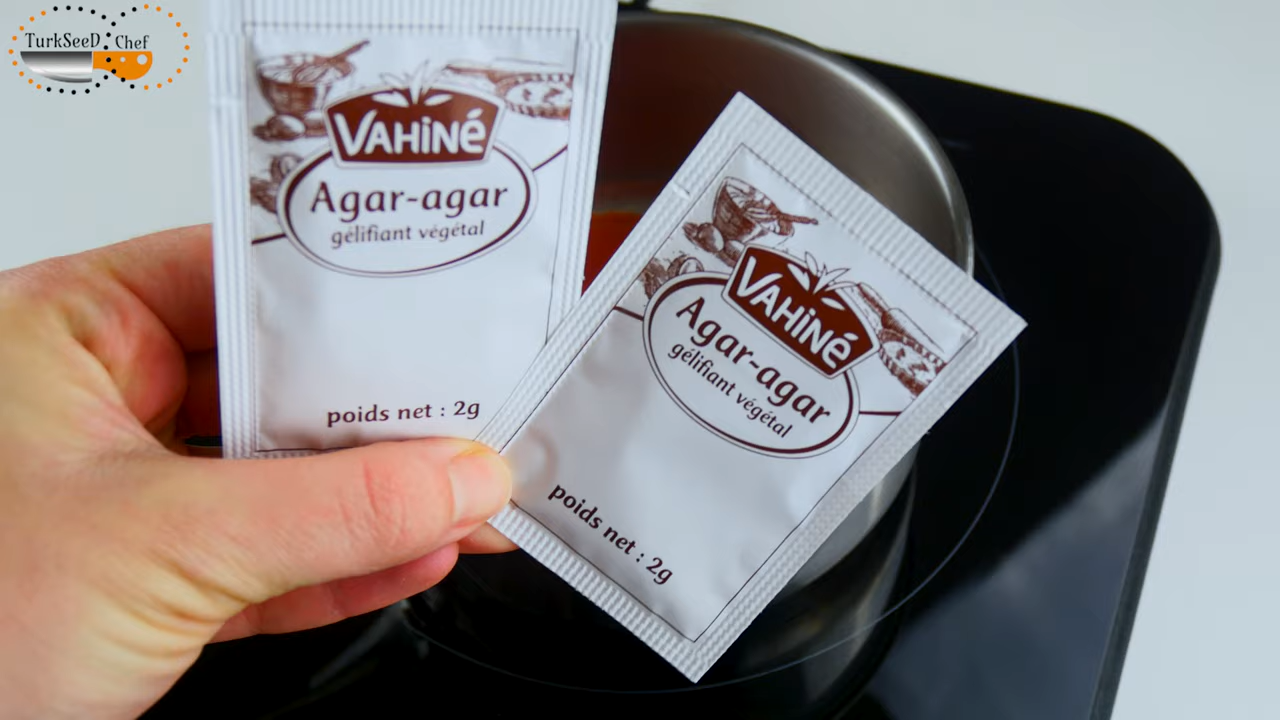 TurkSeeD Chef
VAHiNé
Agar-agar
gélifiant végétal
poids net : 2g
VAHiNé
Agar-agar
gélifiant végétal
poids net : 2g